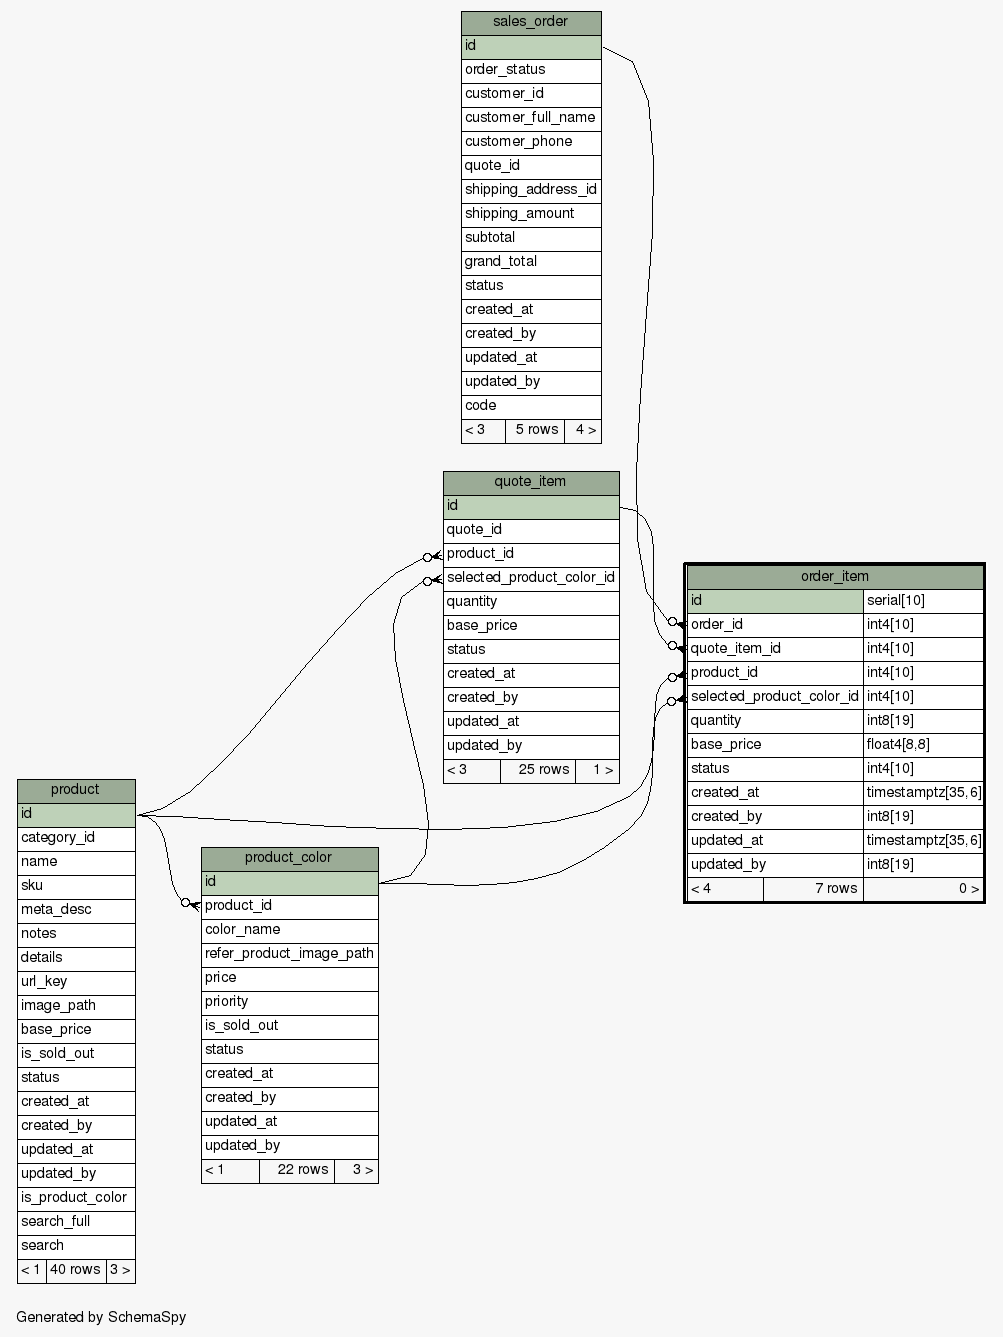 sales_order
id
order_status
customer_id
customer_full_name
customer_phone
quote_id
shipping_address_id
shipping_amount
subtotal
grand_total
status
created_at
created_by
updated_at
updated_by
code
< 3 5 rows 4 >
quote_item
id
quote_id
product_id
selected_product_color_id
quantity
base_price
status
created_at
created_by
updated_at
updated_by
< 3 25 rows 1 >
order_item
id serial[10]
order_id int4[10]
quote_item_id int4[10]
product_id int4[10]
selected_product_color_id int4[10]
quantity int8[19]
base_price float4[8,8]
status int4[10]
created_at timestamptz[35,6]
created_by int8[19]
updated_at timestamptz[35,6]
updated_by int8[19]
< 4 7 rows 0 >
product
id
category_id
name
sku
meta_desc
notes
details
url_key
image_path
base_price
is_sold_out
status
created_at
created_by
updated_at
updated_by
is_product_color
search_full
search
< 1 40 rows 3 >
product_color
id
product_id
color_name
refer_product_image_path
price
priority
is_sold_out
status
created_at
created_by
updated_at
updated_by
< 1 22 rows 3 >
Generated by SchemaSpy